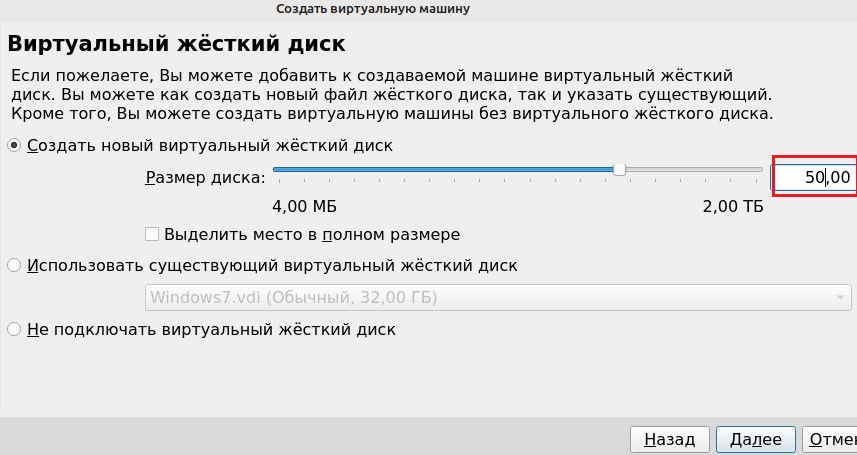 Создать виртуальную машину
Виртуальный жёсткий диск
Если пожелаете, Вы можете добавить к создаваемой машине виртуальный жёсткий
диск. Вы можете как создать новый файл жёсткого диска, так и указать существующий.
Кроме того, Вы можете создать виртуальную машины без виртуального жёсткого диска.
Создать новый виртуальный жёсткий диск
Размер диска: 50,00
4,00 МБ 2,00 ТБ
Выделить место в полном размере
Использовать существующий виртуальный жёсткий диск
Windows7.vdi (Обычный, 32,00 ГБ)
Не подключать виртуальный жёсткий диск
Назад Далее Отмен